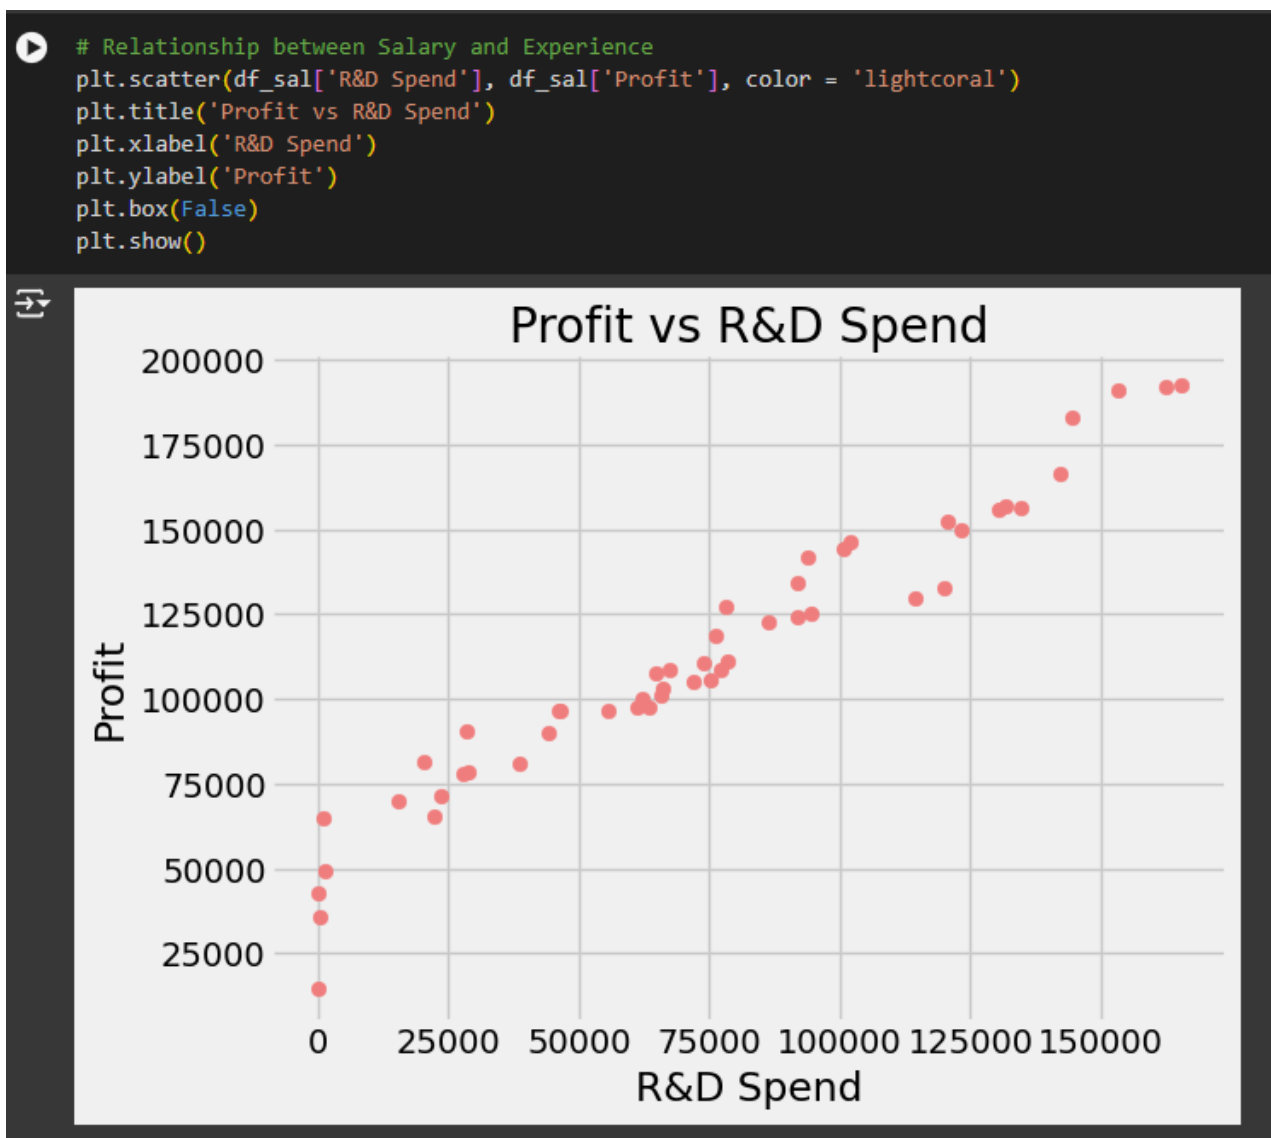 # Relationship between Salary and Experience
plt.scatter(df_sal['R&D Spend'], df_sal['Profit'], color = 'lightcoral')
plt.title('Profit vs R&D Spend')
plt.xlabel('R&D Spend')
plt.ylabel('Profit')
plt.box(False)
plt.show()
Profit vs R&D Spend
200000
175000
150000
125000
100000
75000
50000
25000
Profit
0 25000 50000 75000 100000 125000 150000
R&D Spend